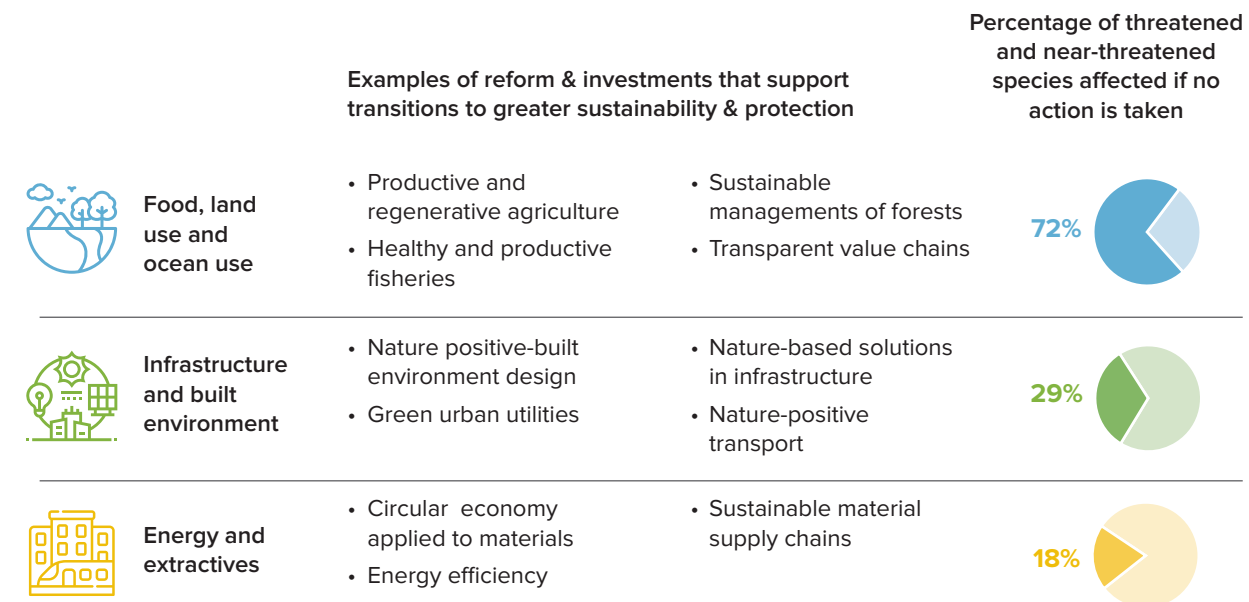 Examples of reform & investments that support
transitions to greater sustainability & protection
Percentage of threatened
and near-threatened
species affected if no
action is taken
Food, land
use and
ocean use
• Productive and
regenerative agriculture
• Healthy and productive
fisheries
• Sustainable
managements of forests
• Transparent value chains
72%
Infrastructure
and built
environment
• Nature positive-built
environment design
• Green urban utilities
• Nature-based solutions
in infrastructure
• Nature-positive
transport
29%
Energy and
extractives
• Circular economy
applied to materials
• Energy efficiency
• Sustainable material
supply chains
18%